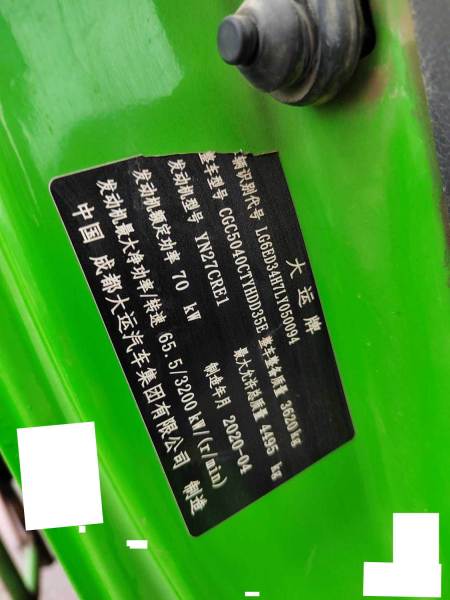 大运牌
辆识别代号 LG6ED34H7LY050094
整车型号 CGC5040CTYHDD35E 整车整备质量 3620kg
发动机型号 YN27CRE1 最大允许总质量 4495 kg
发动机额定功率 70 kW 制造年月 2020-04
发动机最大净功率/转速 65.5/3200kW(r/min)
中国 成都大运汽车集团有限公司 制造